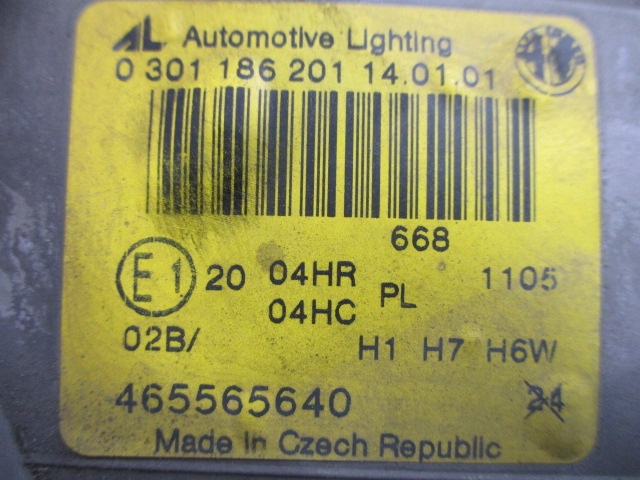 AL Automotive Lighting
0 301 186 201 14.01.01
668
E1 20 04HR PL 1105
04HC
02B/ H1 H7 H6W
465565640 24
Made in Czech Republic